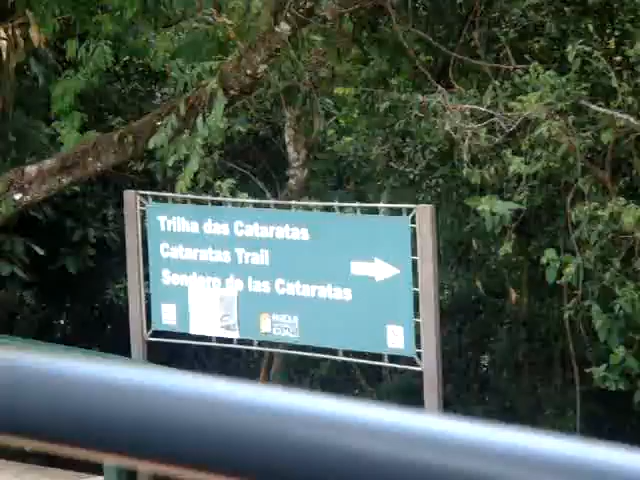 Trilha das Cataratas
Cataratas Trail
Sendero de las Cataratas